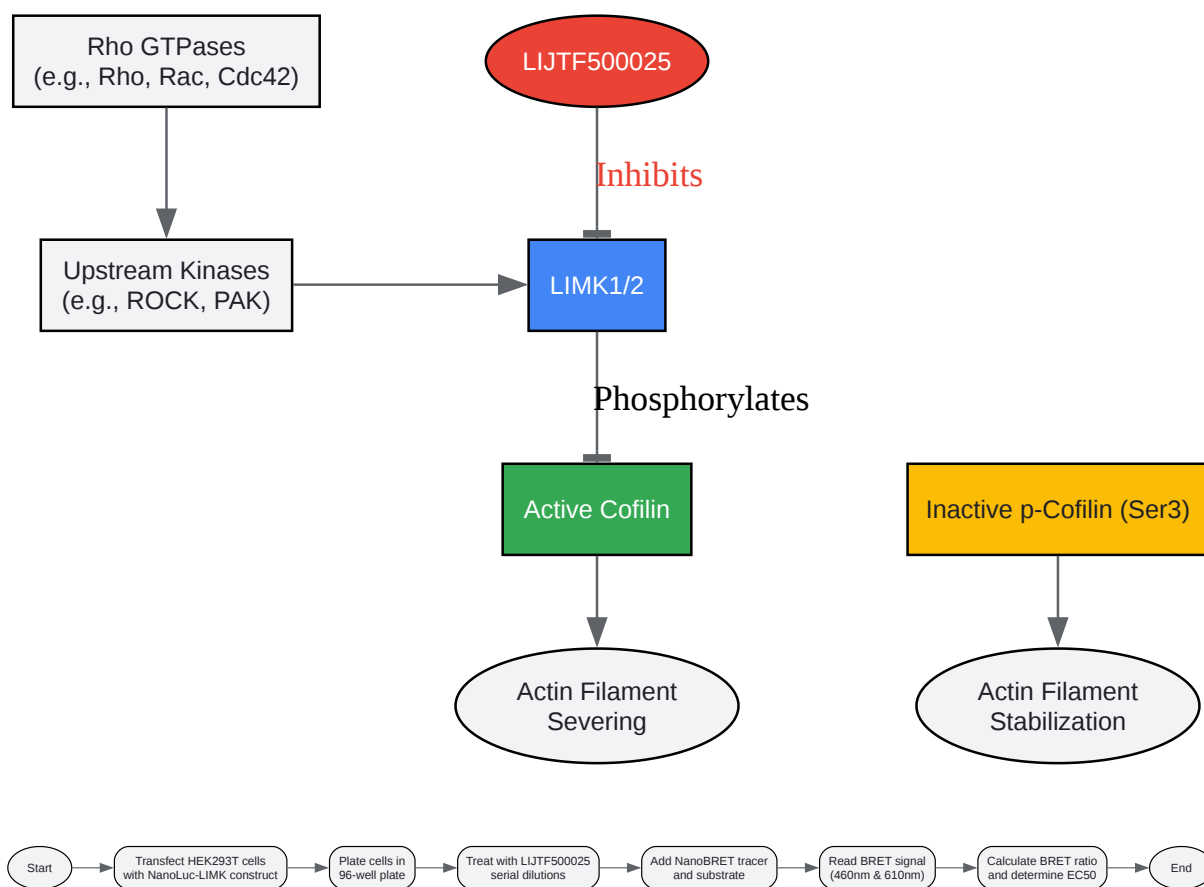 Rho GTPases
(e.g., Rho, Rac, Cdc42)
LIJTF500025
Inhibits
Upstream Kinases
(e.g., ROCK, PAK)
LIMK1/2
Phosphorylates
Active Cofilin
Inactive p-Cofilin (Ser3)
Actin Filament
Severing
Actin Filament
Stabilization
Start
Transfect HEK293T cells
with NanoLuc-LIMK construct
Plate cells in
96-well plate
Treat with LIJTF500025
serial dilutions
Add NanoBRET tracer
and substrate
Read BRET signal
(460nm & 610nm)
Calculate BRET ratio
and determine EC50
End